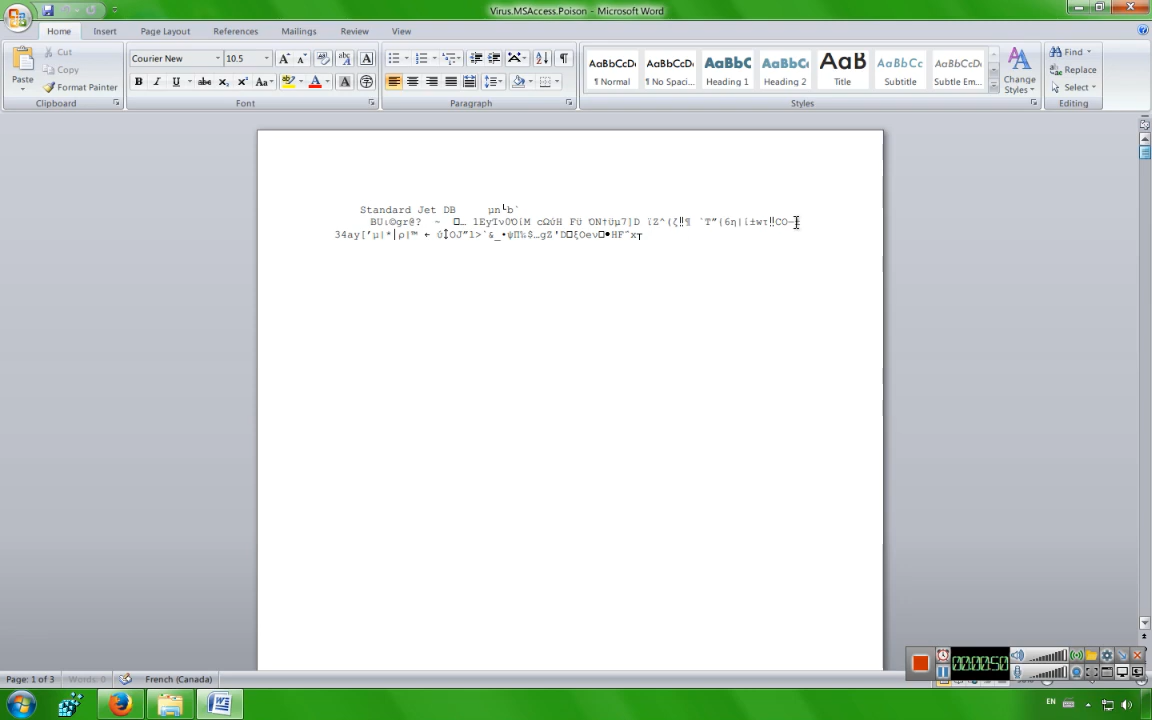 Virus.MSAccess.Poison - Microsoft Word
Home Insert Page Layout References Mailings Review View
Cut
Copy
Paste
Format Painter
Clipboard
Courier New 10.5
Font
Paragraph
AaBbCcDc AaBbCcDc AaBbC AaBbCc AaB AaBbCc AaBbCcDc
¶ Normal ¶ No Spaci... Heading 1 Heading 2 Title Subtitle Subtle Em...
Change
Styles
Styles
Find
Replace
Select
Editing
Standard Jet DB
Page: 1 of 3 Words: 0 French (Canada)
00:00:50
EN